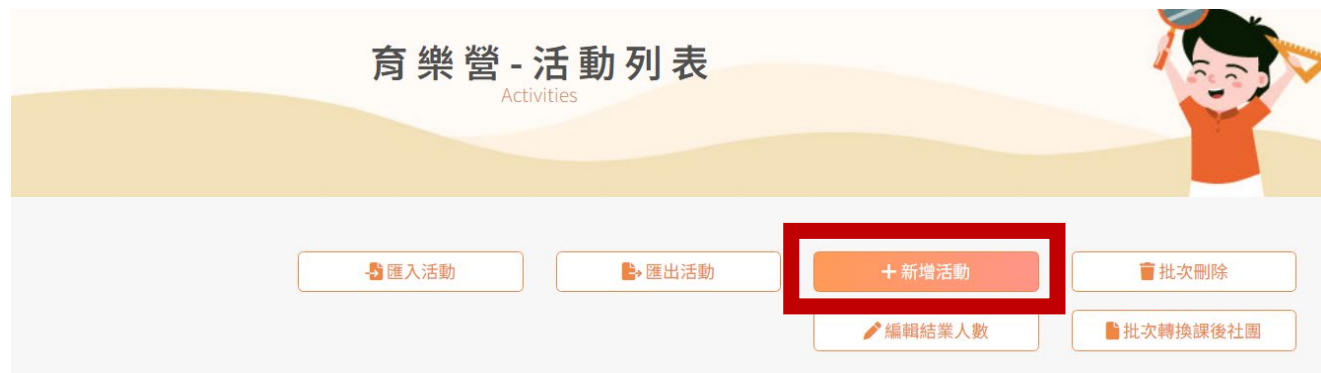 育樂營-活動列表
Activities
匯入活動
匯出活動
新增活動
批次刪除
編輯結業人數
批次轉換課後社團